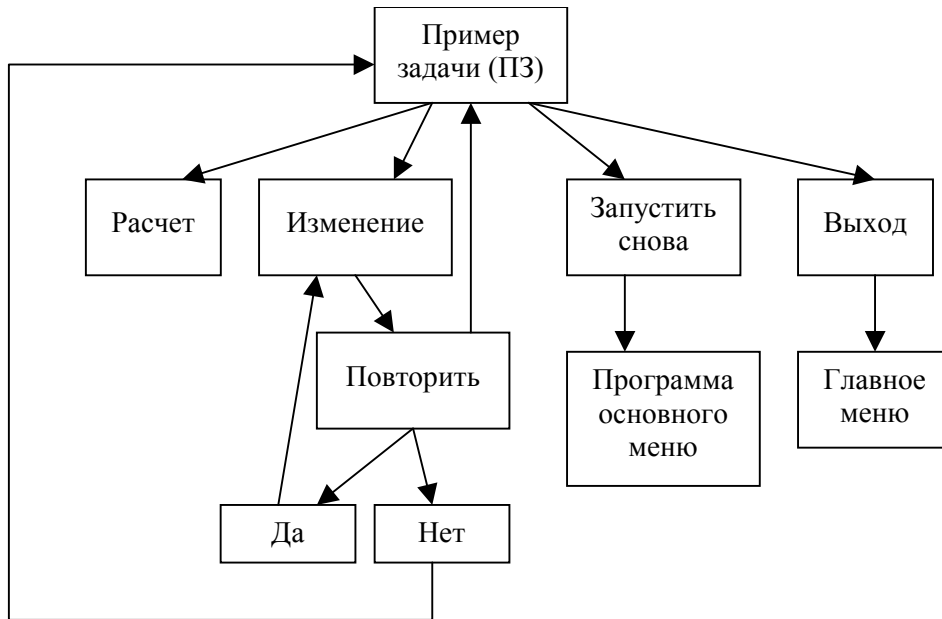 Пример
задачи (ПЗ)
Расчет
Изменение
Запустить
снова
Выход
Повторить
Программа
основного
меню
Главное
меню
Да
Нет